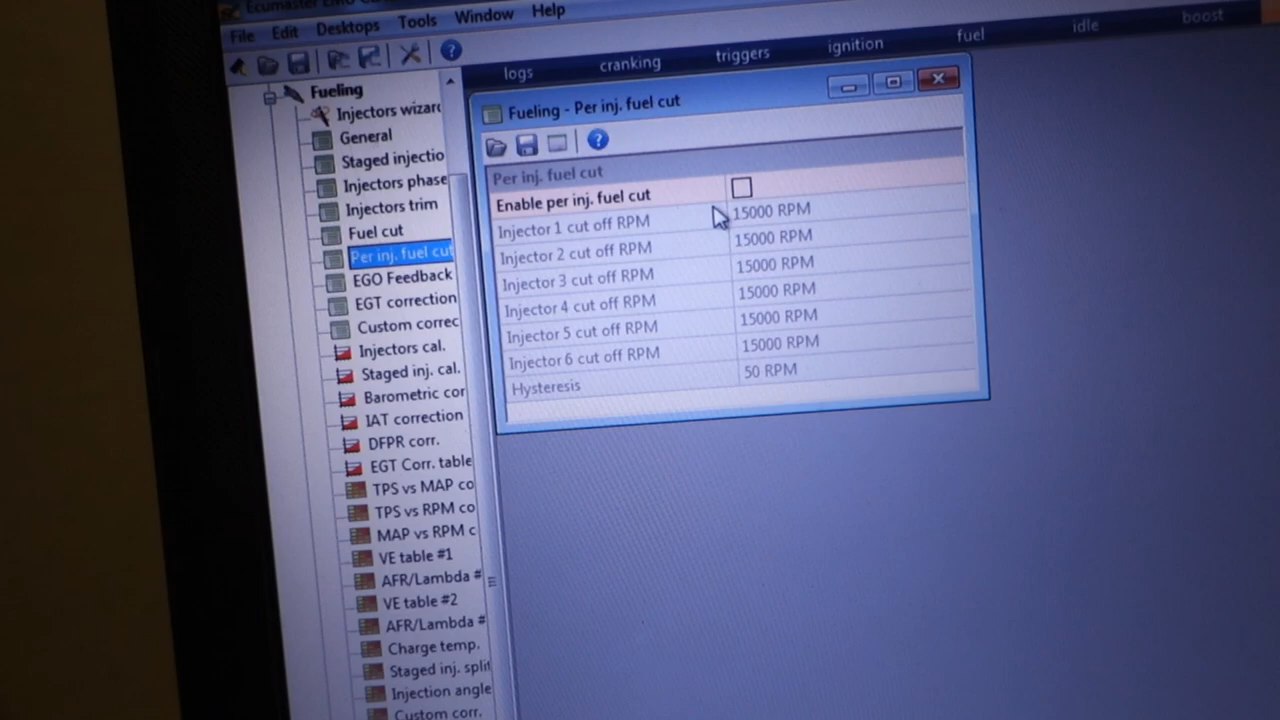 Ecumaster EMU
File Edit Desktops Tools Window Help
logs cranking triggers ignition fuel idle boost
Fueling
Injectors wizar
General
Staged injectio
Injectors phase
Injectors trim
Fuel cut
Per inj. fuel cut
EGO Feedback
EGT correction
Custom correc
Injectors cal.
Staged inj. cal.
Barometric cor
IAT correction
DFPR corr.
EGT Corr. table
TPS vs MAP co
TPS vs RPM co
MAP vs RPM c
VE table #1
AFR/Lambda #
VE table #2
AFR/Lambda #
Charge temp.
Staged inj. split
Injection angle
Custom corr.
Fueling - Per inj. fuel cut
Per inj. fuel cut
Enable per inj. fuel cut
Injector 1 cut off RPM 15000 RPM
Injector 2 cut off RPM 15000 RPM
Injector 3 cut off RPM 15000 RPM
Injector 4 cut off RPM 15000 RPM
Injector 5 cut off RPM 15000 RPM
Injector 6 cut off RPM 15000 RPM
Hysteresis 50 RPM